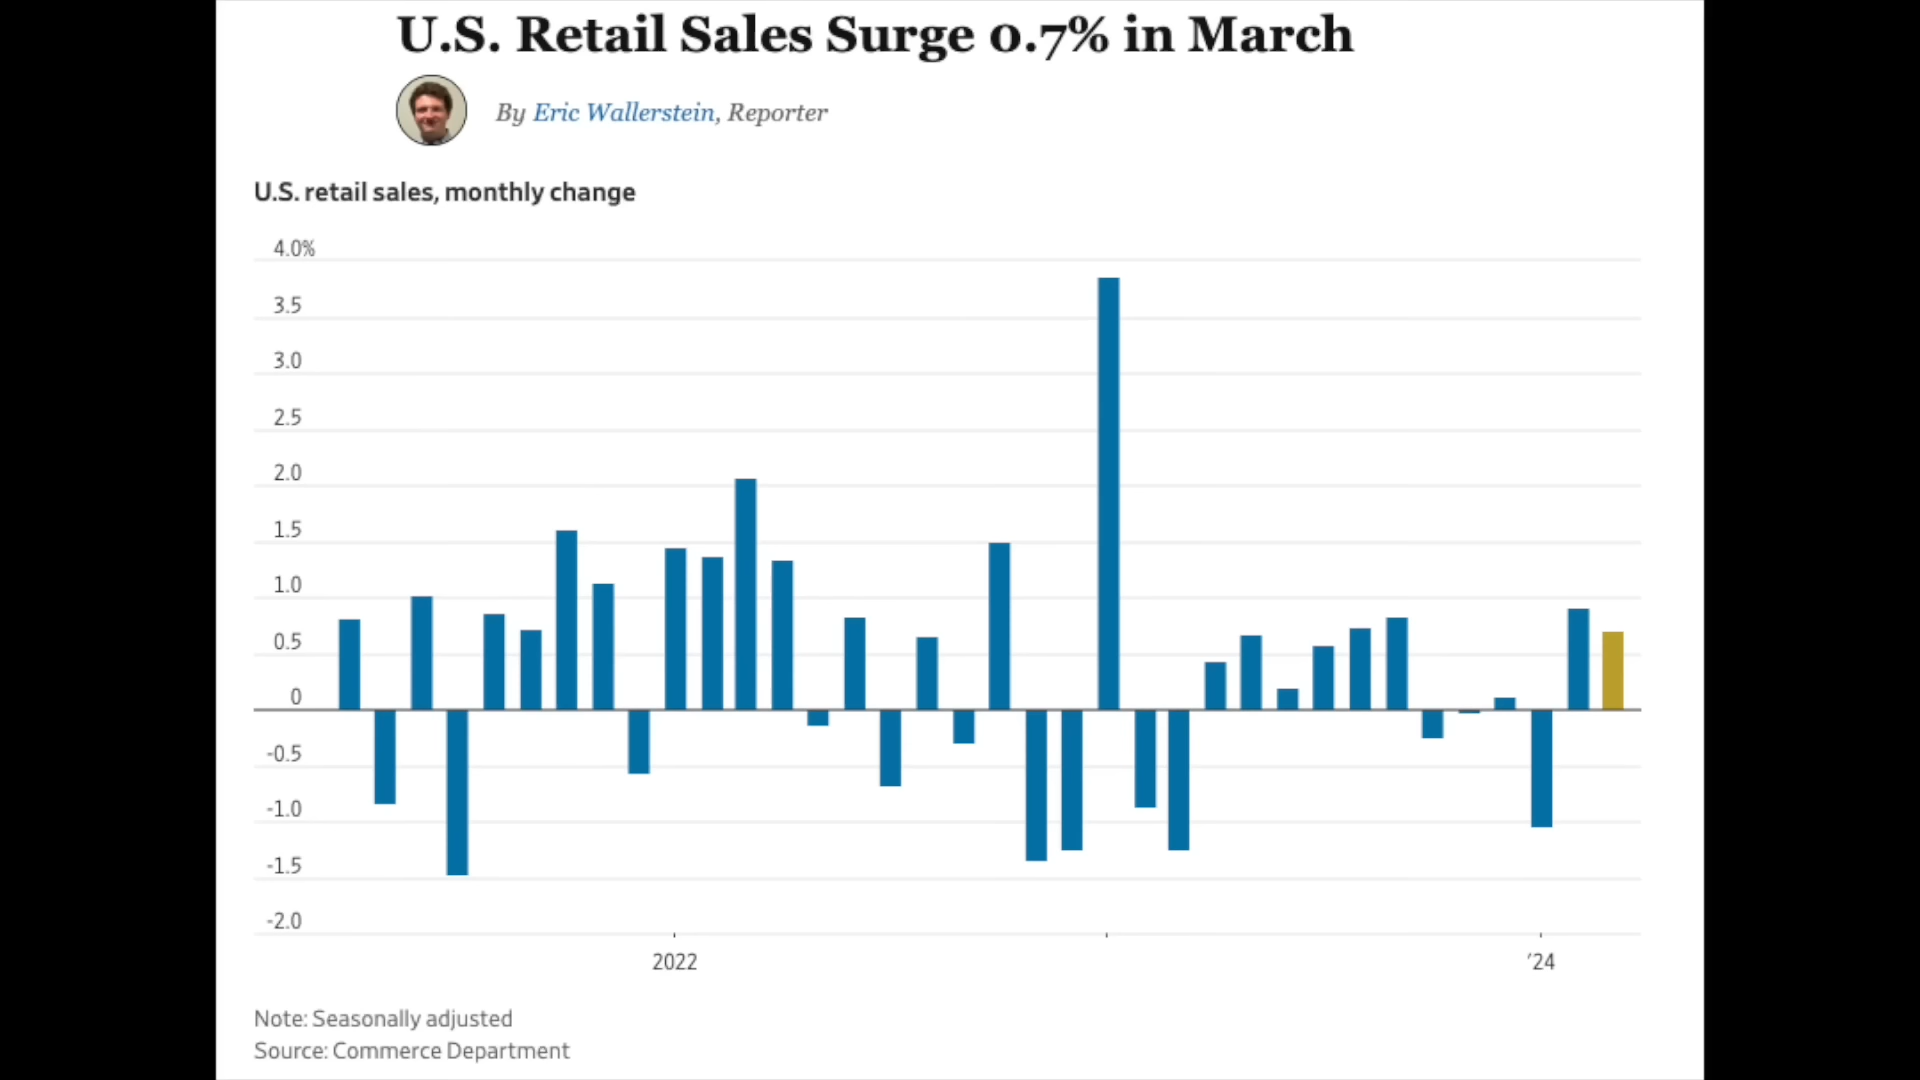 U.S. Retail Sales Surge 0.7% in March
By Eric Wallerstein, Reporter
U.S. retail sales, monthly change
4.0%
3.5
3.0
2.5
2.0
1.5
1.0
0.5
0
-0.5
-1.0
-1.5
-2.0
2022 ’24
Note: Seasonally adjusted
Source: Commerce Department